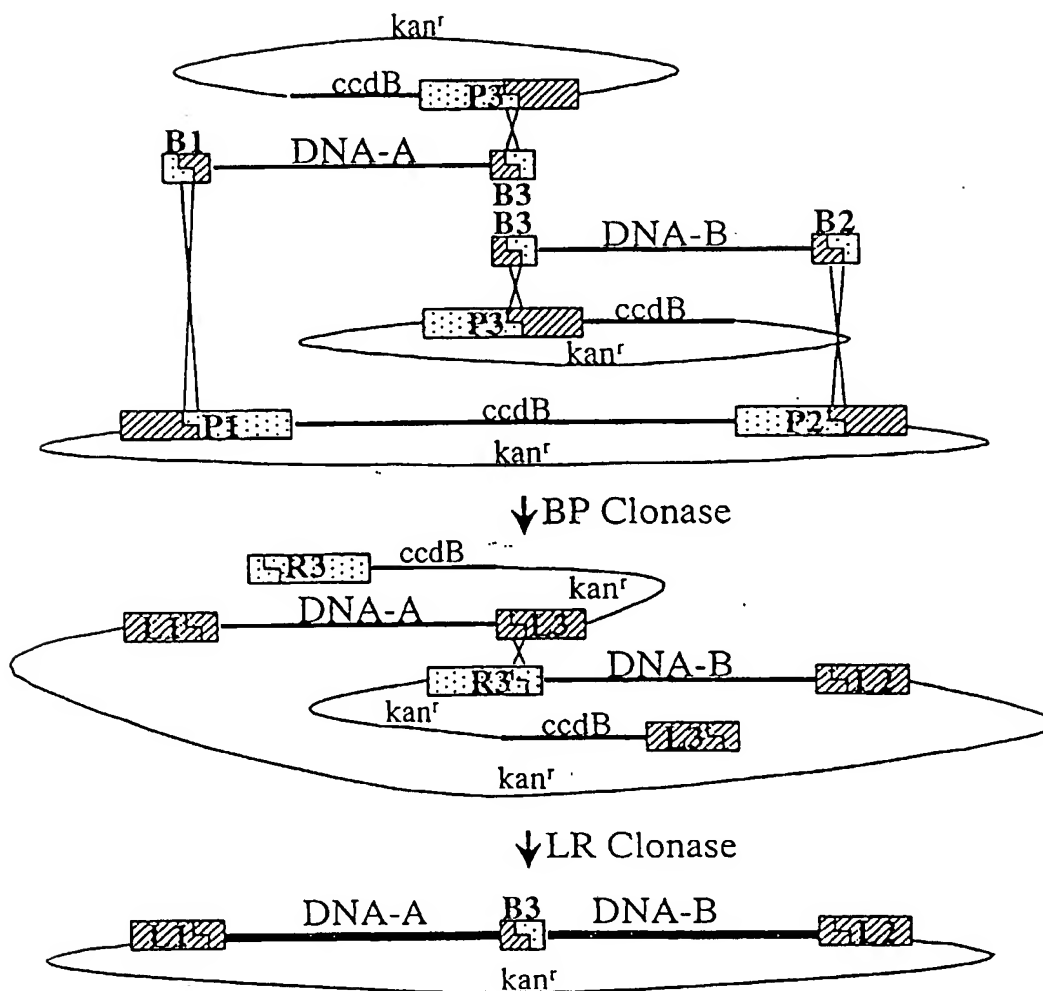 kanʳ
ccdB P3
B1 DNA-A
B3
B3 DNA-B B2
P3 ccdB
kanʳ
P1 ccdB P2
kanʳ
BP Clonase
R3 ccdB
kanʳ
L1 DNA-A L3
R3 DNA-B L2
kanʳ
ccdB L3
kanʳ
LR Clonase
L1 DNA-A B3 DNA-B L2
kanʳ